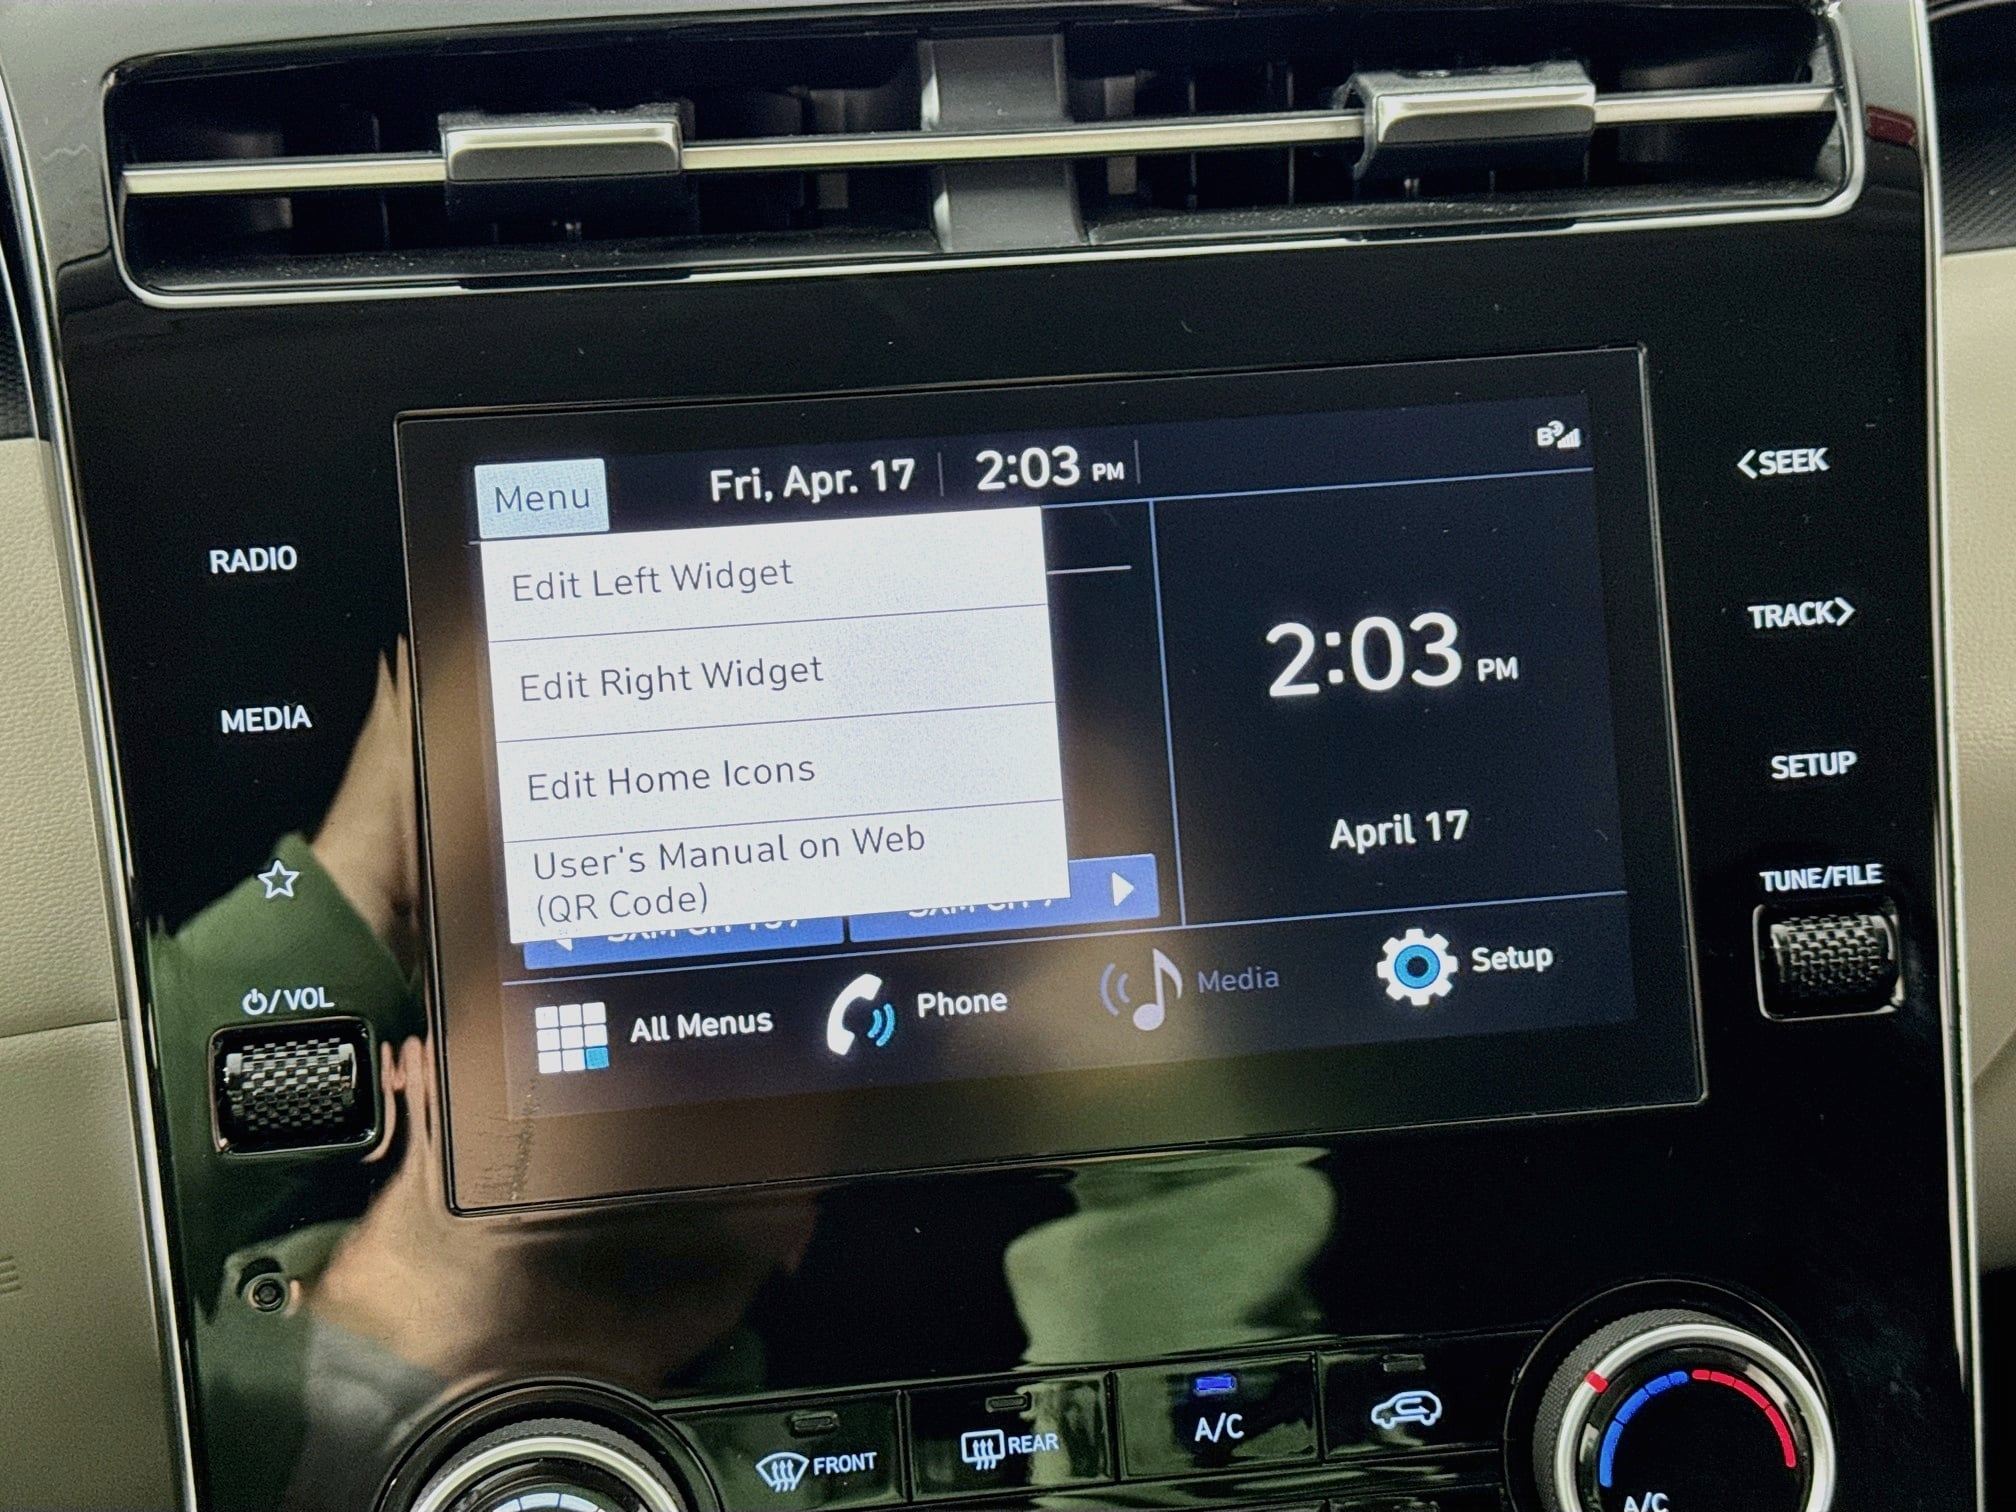 Menu
Fri, Apr. 17
2:03 PM
Edit Left Widget
Edit Right Widget
Edit Home Icons
User's Manual on Web
(QR Code)
2:03 PM
April 17
All Menus
Phone
Media
Setup
RADIO
MEDIA
/VOL
<SEEK
TRACK>
SETUP
TUNE/FILE
FRONT
REAR
A/C
A/C